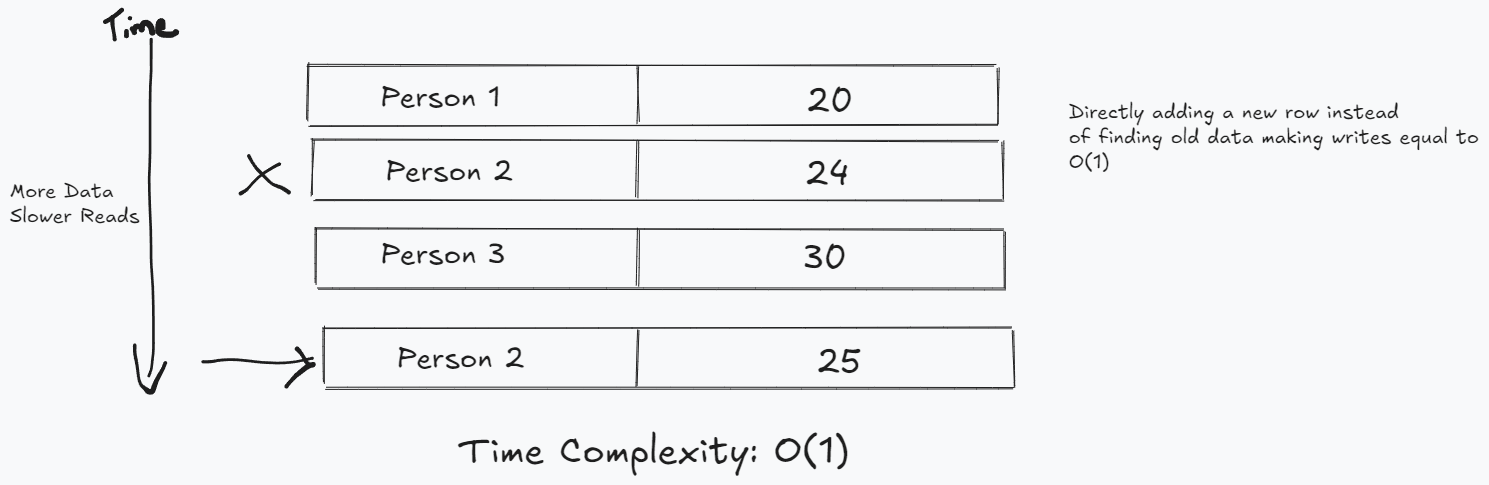 Time
Person 1 20
Directly adding a new row instead
of finding old data making writes equal to
O(1)
Person 2 24
More Data
Slower Reads
Person 3 30
Person 2 25
Time Complexity: O(1)